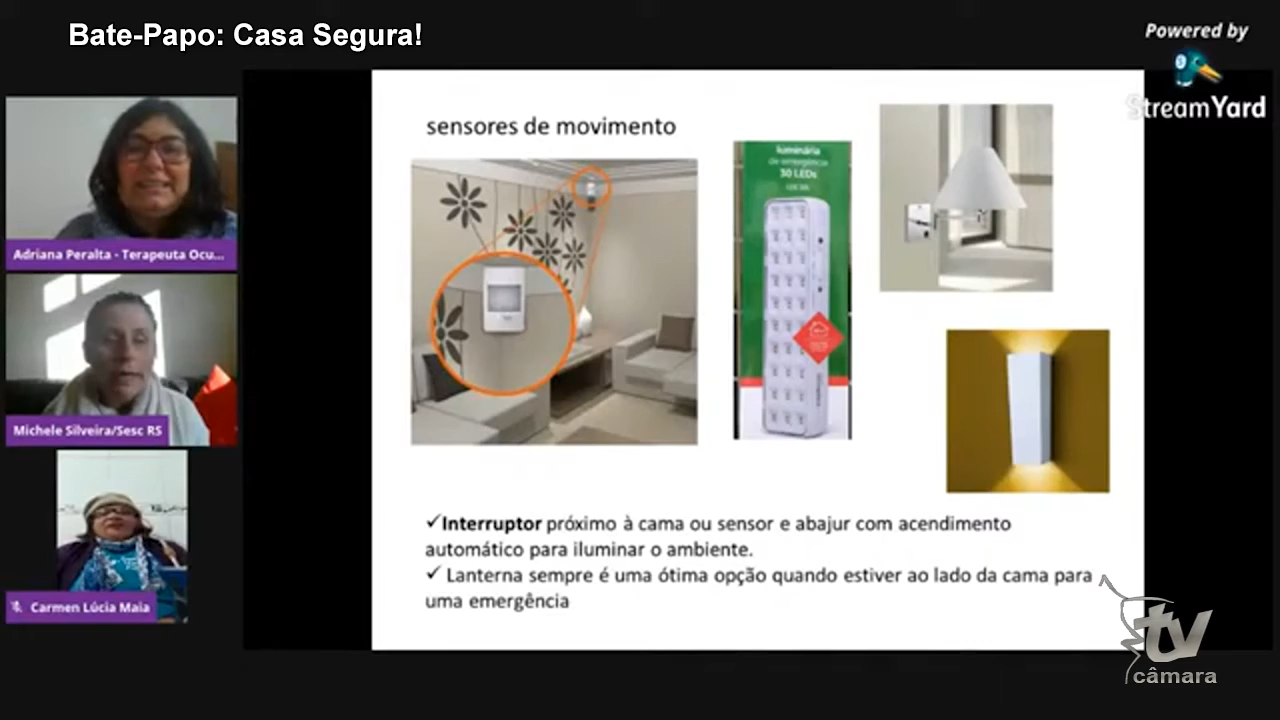 Bate-Papo: Casa Segura!
Powered by
StreamYard
Adriana Peralta - Terapeuta Ocu...
Michele Silveira/Sesc RS
Carmen Lúcia Maia
sensores de movimento
luminária
de emergência
30 LEDs
✓Interruptor próximo à cama ou sensor e abajur com acendimento
automático para iluminar o ambiente.
✓ Lanterna sempre é uma ótima opção quando estiver ao lado da cama para
uma emergência
tv
câmara